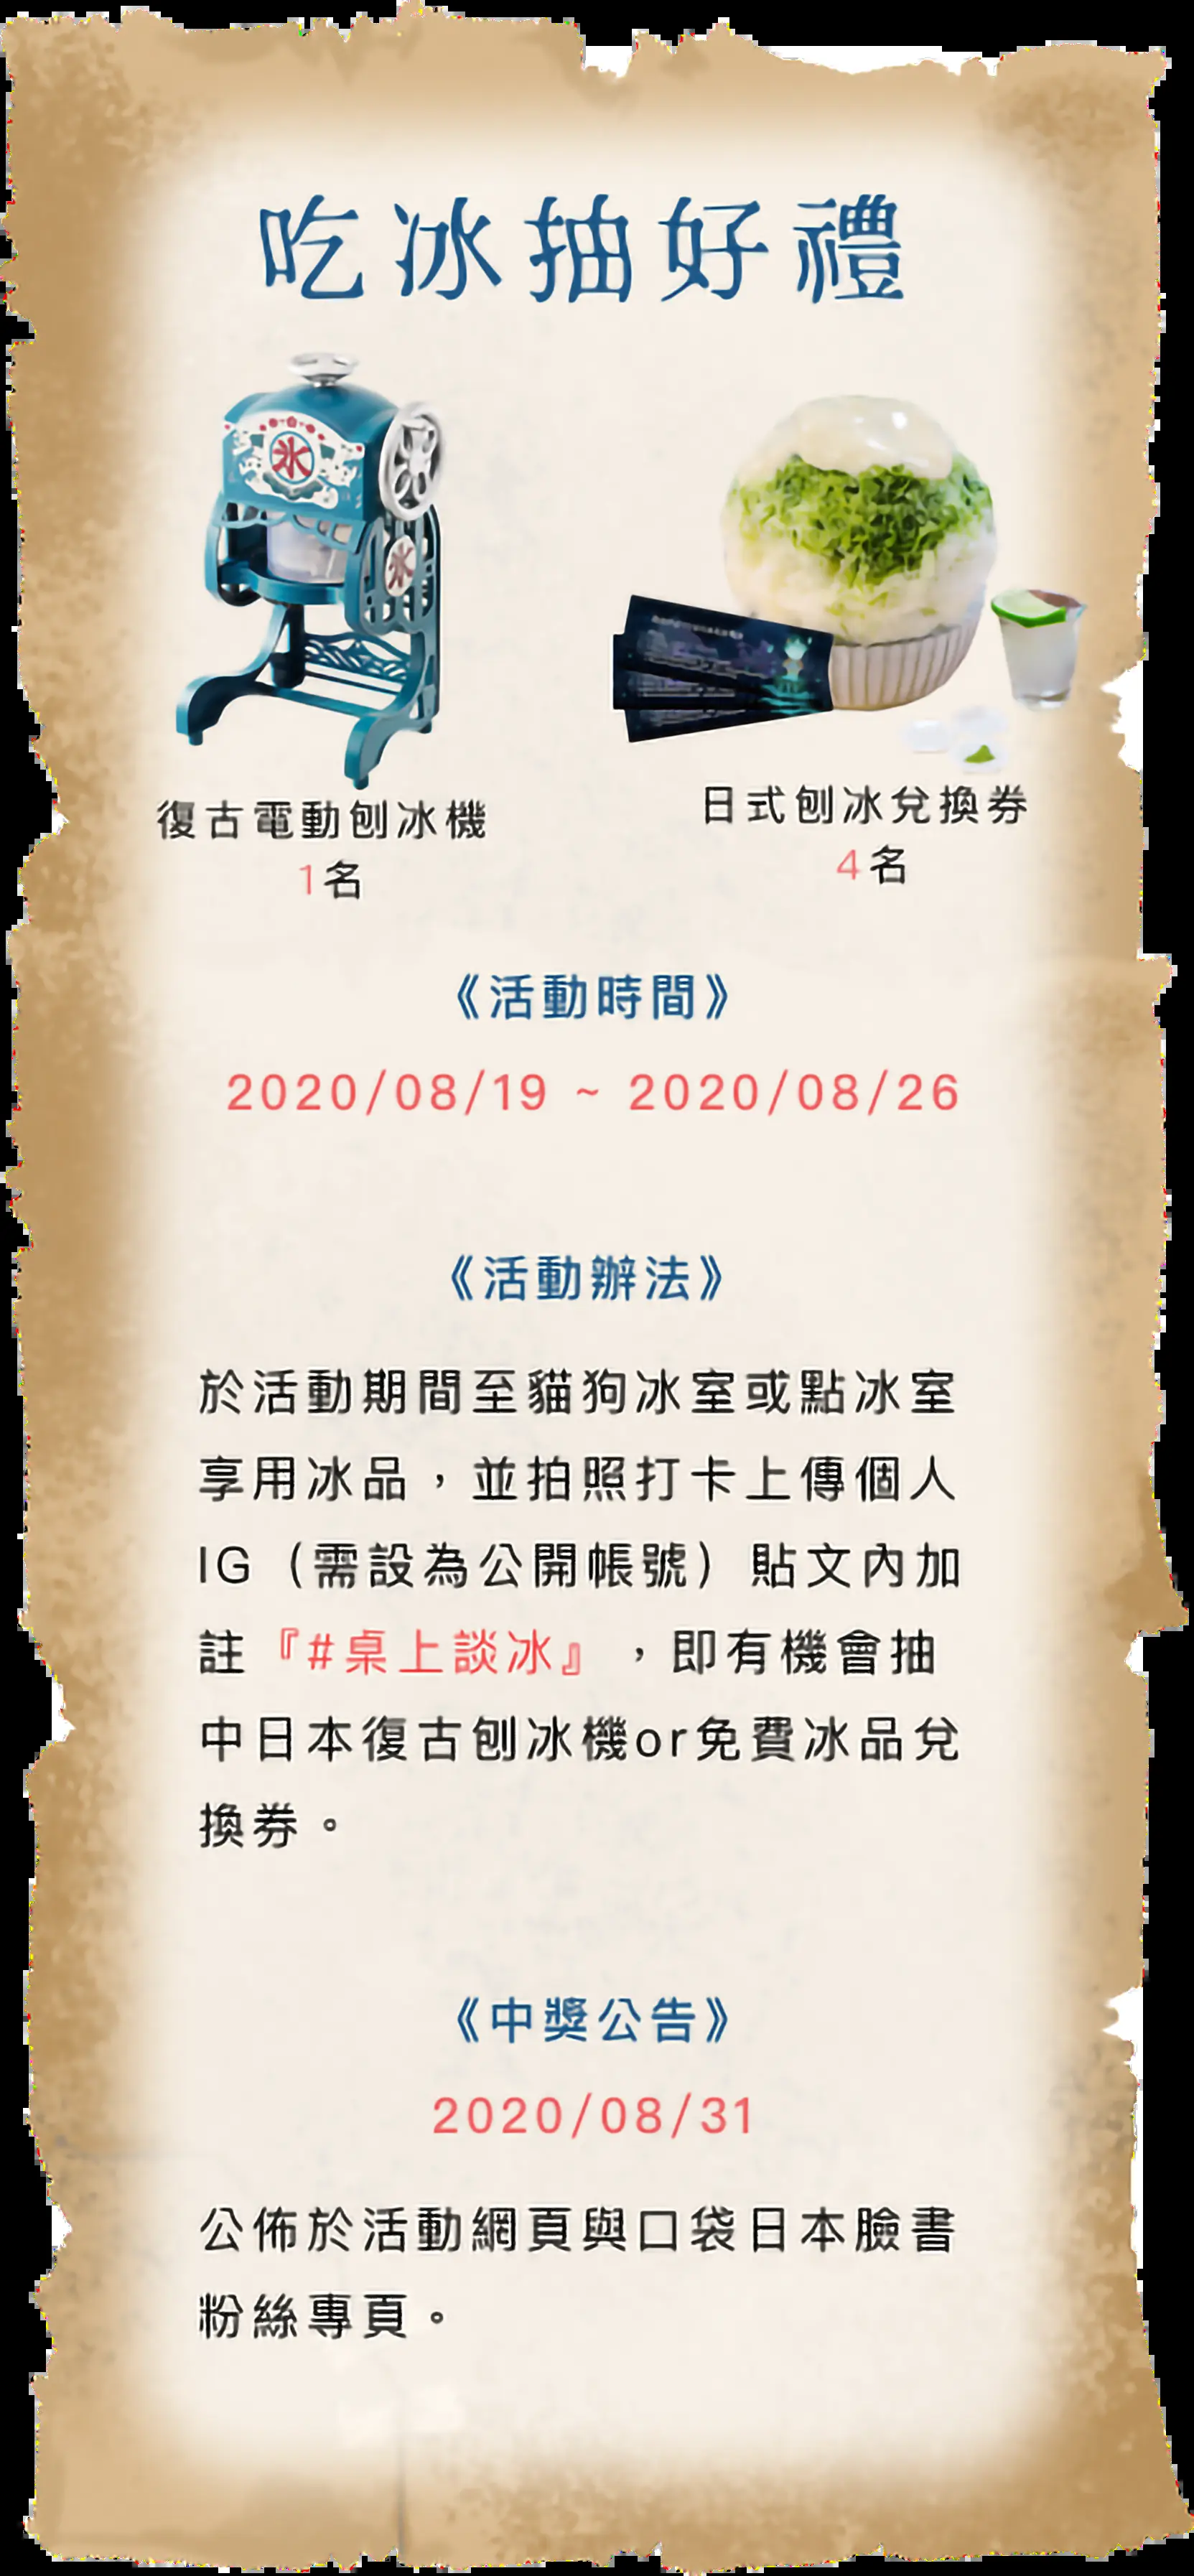 吃冰抽好禮
氷
氷
復古電動刨冰機
1名
日式刨冰兌換券
4名
《活動時間》
2020/08/19 ~ 2020/08/26
《活動辦法》
於活動期間至貓狗冰室或點冰室
享用冰品，並拍照打卡上傳個人
IG（需設為公開帳號）貼文內加
註『#桌上談冰』，即有機會抽
中日本復古刨冰機or免費冰品兌
換券。
《中獎公告》
2020/08/31
公佈於活動網頁與口袋日本臉書
粉絲專頁。